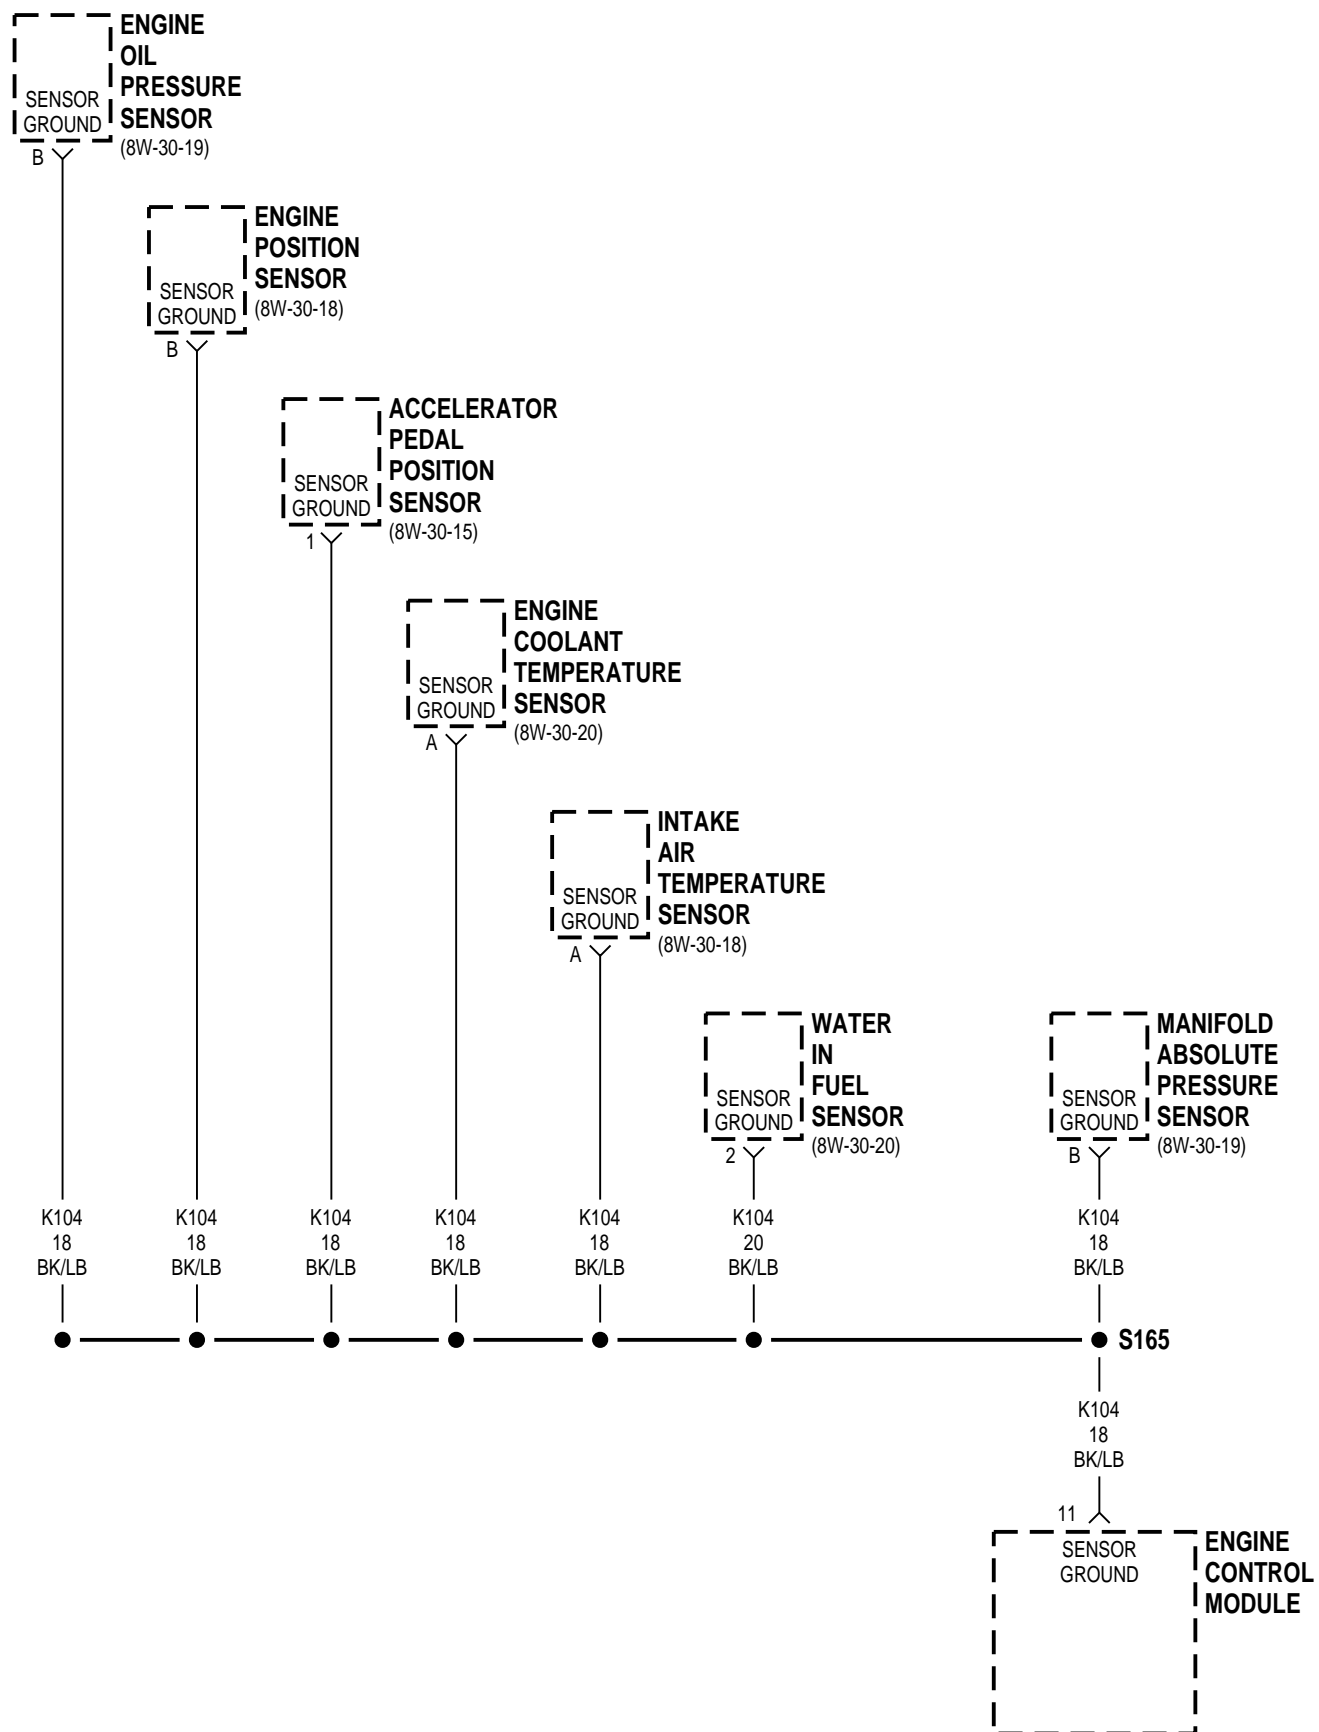 ENGINE
OIL
PRESSURE
SENSOR
(8W-30-19)
SENSOR
GROUND
B
ENGINE
POSITION
SENSOR
(8W-30-18)
SENSOR
GROUND
B
ACCELERATOR
PEDAL
POSITION
SENSOR
(8W-30-15)
SENSOR
GROUND
1
ENGINE
COOLANT
TEMPERATURE
SENSOR
(8W-30-20)
SENSOR
GROUND
A
INTAKE
AIR
TEMPERATURE
SENSOR
(8W-30-18)
SENSOR
GROUND
A
WATER
IN
FUEL
SENSOR
(8W-30-20)
SENSOR
GROUND
2
MANIFOLD
ABSOLUTE
PRESSURE
SENSOR
(8W-30-19)
SENSOR
GROUND
B
K104
18
BK/LB
K104
18
BK/LB
K104
18
BK/LB
K104
18
BK/LB
K104
18
BK/LB
K104
20
BK/LB
K104
18
BK/LB
S165
K104
18
BK/LB
11
SENSOR
GROUND
ENGINE
CONTROL
MODULE